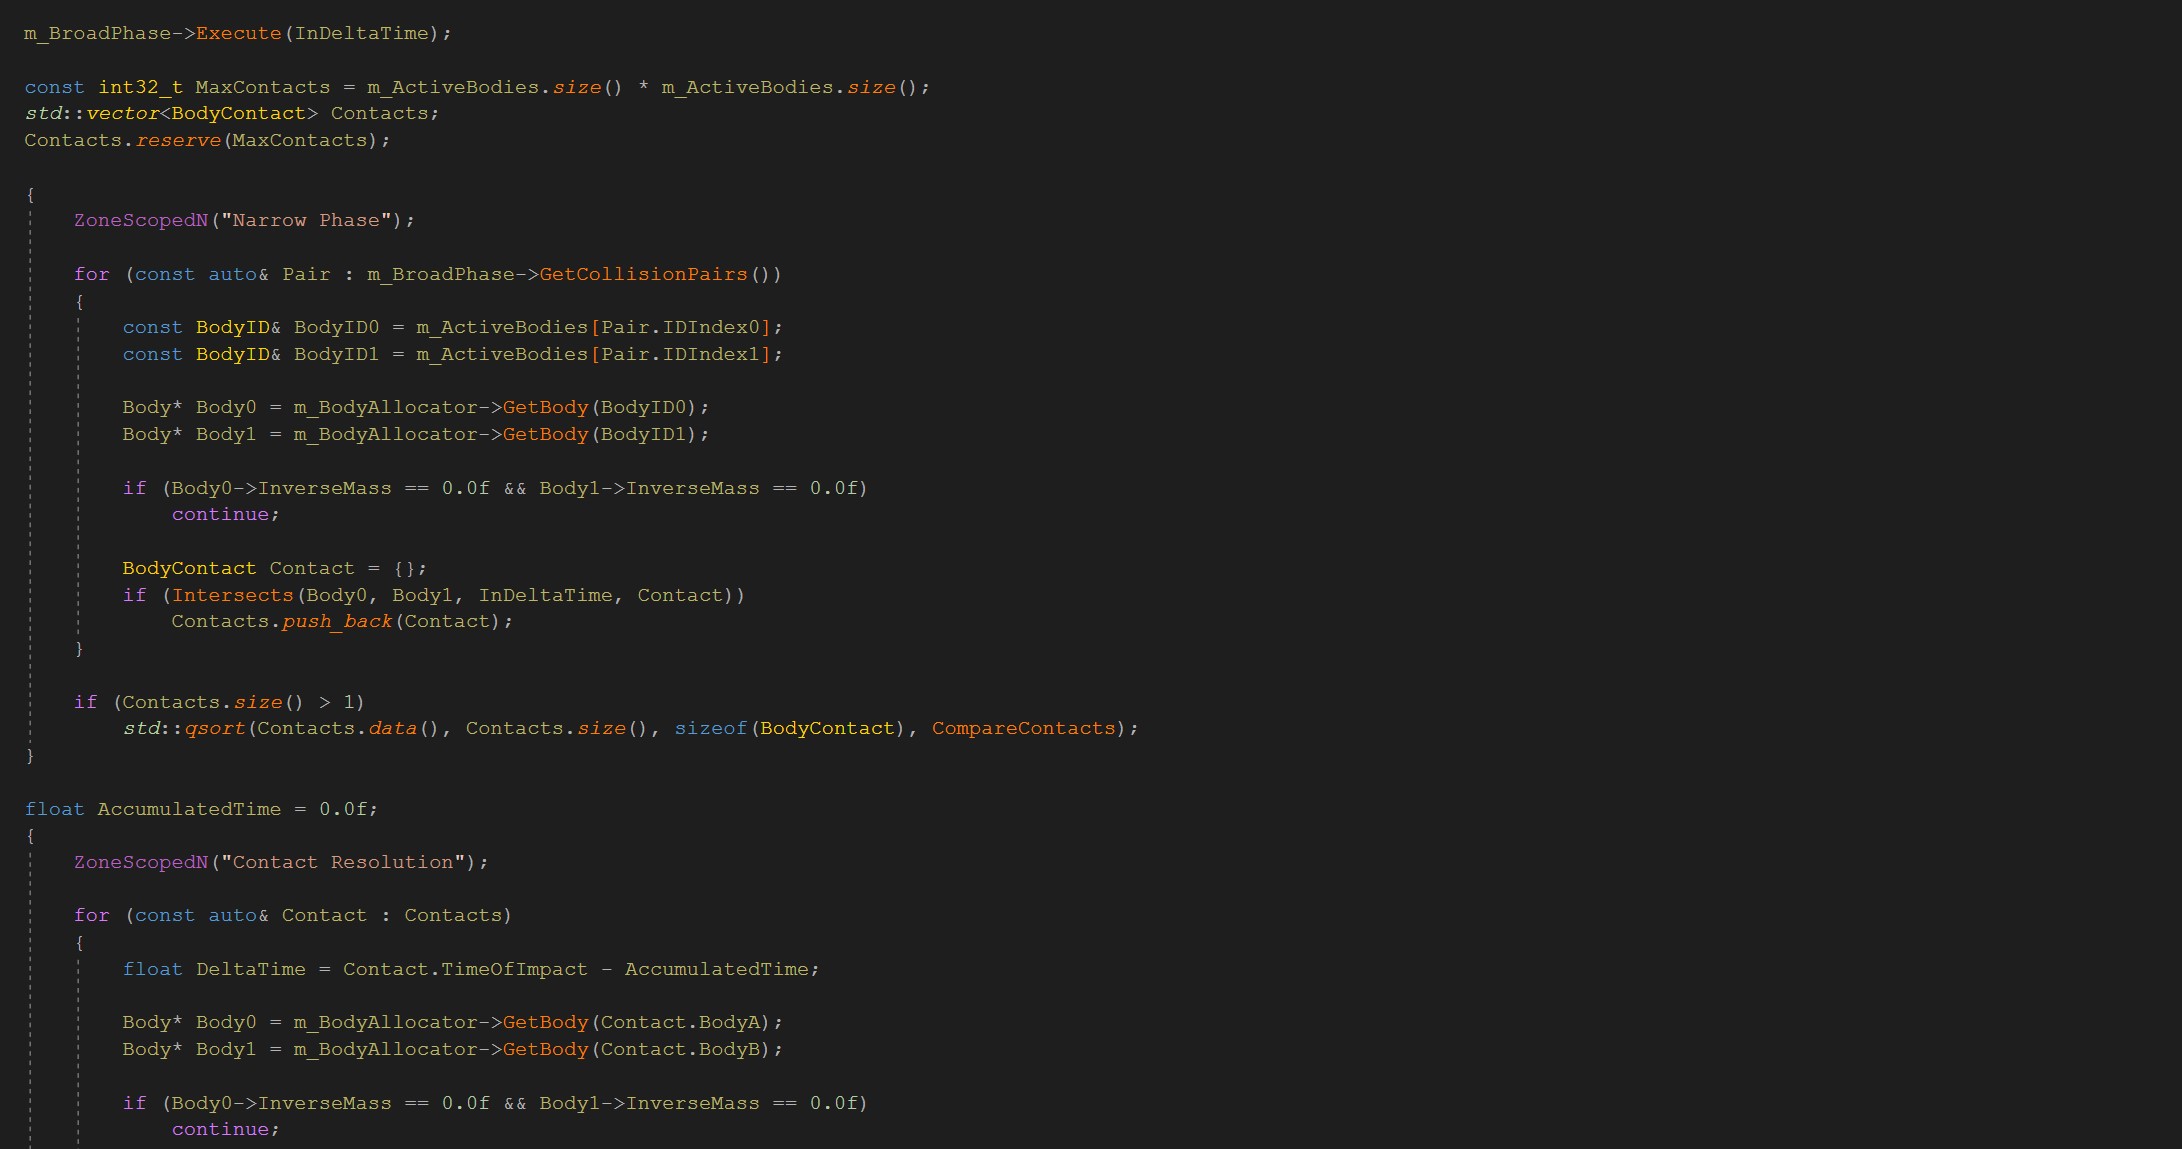 m_BroadPhase->Execute(InDeltaTime);
const int32_t MaxContacts = m_ActiveBodies.size() * m_ActiveBodies.size();
std::vector<BodyContact> Contacts;
Contacts.reserve(MaxContacts);
{
ZoneScopedN("Narrow Phase");
for (const auto& Pair : m_BroadPhase->GetCollisionPairs())
{
const BodyID& BodyID0 = m_ActiveBodies[Pair.IDIndex0];
const BodyID& BodyID1 = m_ActiveBodies[Pair.IDIndex1];
Body* Body0 = m_BodyAllocator->GetBody(BodyID0);
Body* Body1 = m_BodyAllocator->GetBody(BodyID1);
if (Body0->InverseMass == 0.0f && Body1->InverseMass == 0.0f)
continue;
BodyContact Contact = {};
if (Intersects(Body0, Body1, InDeltaTime, Contact))
Contacts.push_back(Contact);
}
if (Contacts.size() > 1)
std::qsort(Contacts.data(), Contacts.size(), sizeof(BodyContact), CompareContacts);
}
float AccumulatedTime = 0.0f;
{
ZoneScopedN("Contact Resolution");
for (const auto& Contact : Contacts)
{
float DeltaTime = Contact.TimeOfImpact - AccumulatedTime;
Body* Body0 = m_BodyAllocator->GetBody(Contact.BodyA);
Body* Body1 = m_BodyAllocator->GetBody(Contact.BodyB);
if (Body0->InverseMass == 0.0f && Body1->InverseMass == 0.0f)
continue;